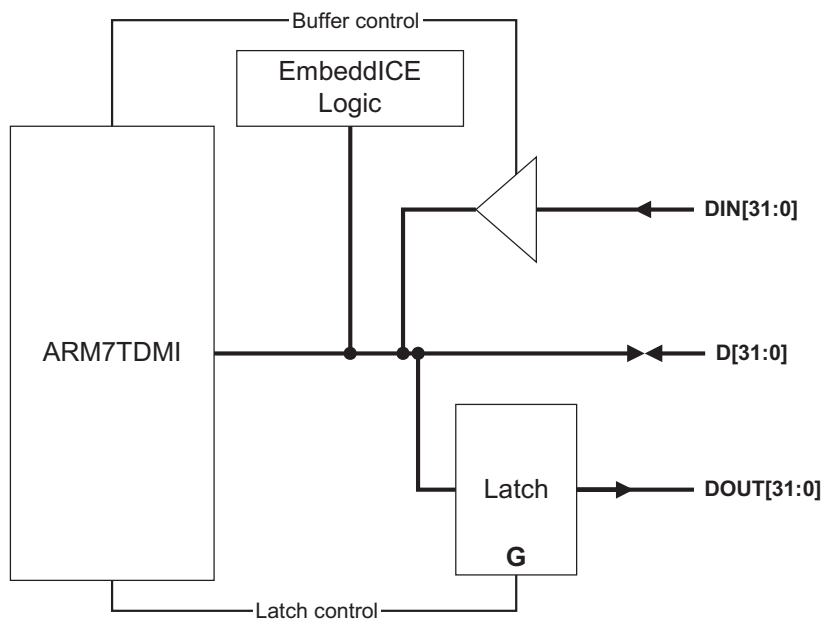 Buffer control
EmbeddICE
Logic
DIN[31:0]
ARM7TDMI
D[31:0]
Latch
DOUT[31:0]
G
Latch control